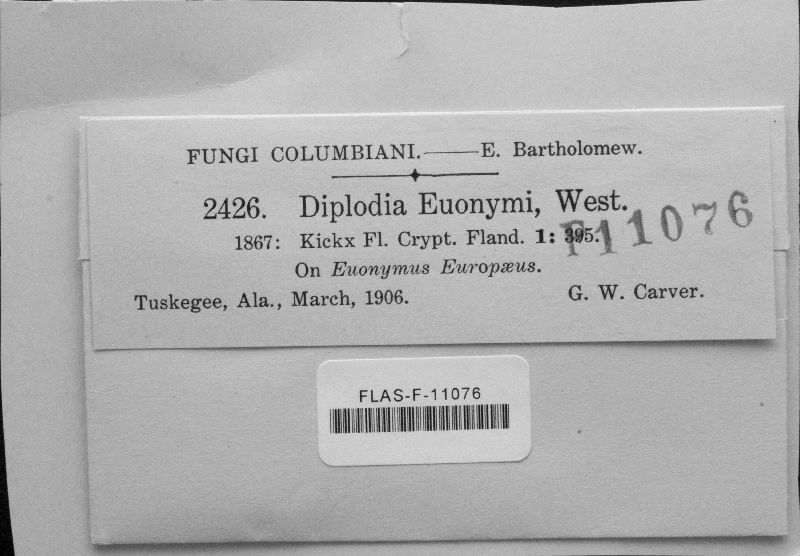 FUNGI COLUMBIANI.——E. Bartholomew.
2426. Diplodia Euonymi, West.
1867: Kickx Fl. Crypt. Fland. 1: 395.
F11076
On Euonymus Europæus.
Tuskegee, Ala., March, 1906. G. W. Carver.
FLAS-F-11076